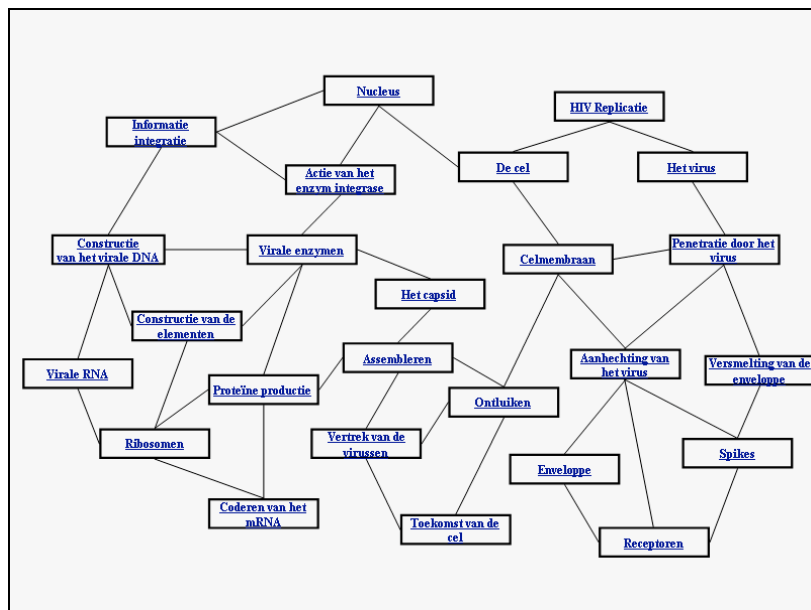 Nucleus
HIV Replicatie
Informatie
integratie
De cel
Het virus
Actie van het
enzym integrase
Constructie
van het virale DNA
Virale enzymen
Celmembraan
Penetratie door het
virus
Het capsid
Constructie van de
elementen
Virale RNA
Assembleren
Aanhechting van
het virus
Versmelting van de
enveloppe
Proteïne productie
Ontluiken
Ribosomen
Vertrek van de
virussen
Enveloppe
Spikes
Coderen van het
mRNA
Toekomst van de
cel
Receptoren